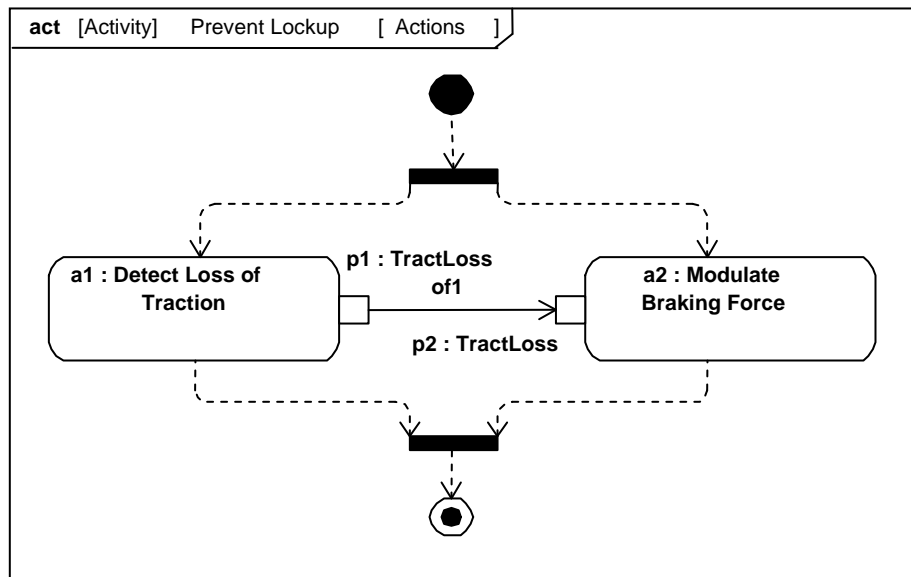 act [Activity] Prevent Lockup [ Actions ]
a1 : Detect Loss of
Traction
p1 : TractLoss
of1
p2 : TractLoss
a2 : Modulate
Braking Force